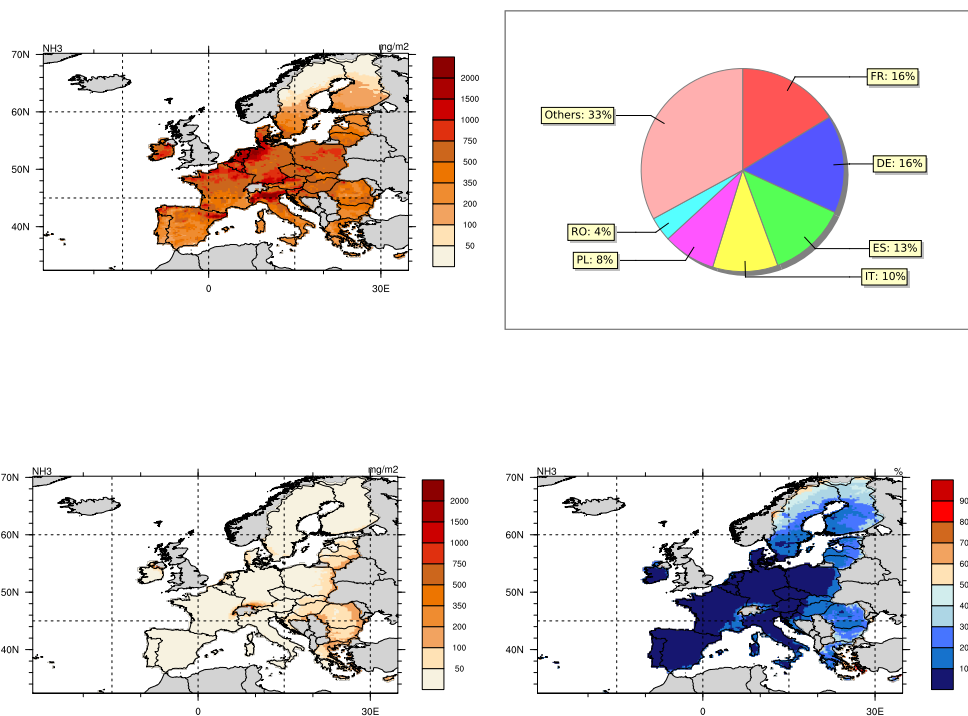 NH3
mg/m2
70N
60N
50N
40N
0
30E
2000
1500
1000
750
500
350
200
100
50
FR: 16%
DE: 16%
ES: 13%
IT: 10%
PL: 8%
RO: 4%
Others: 33%
NH3
mg/m2
70N
60N
50N
40N
0
30E
2000
1500
1000
750
500
350
200
100
50
NH3
%
70N
60N
50N
40N
0
30E
90
80
70
60
50
40
30
20
10